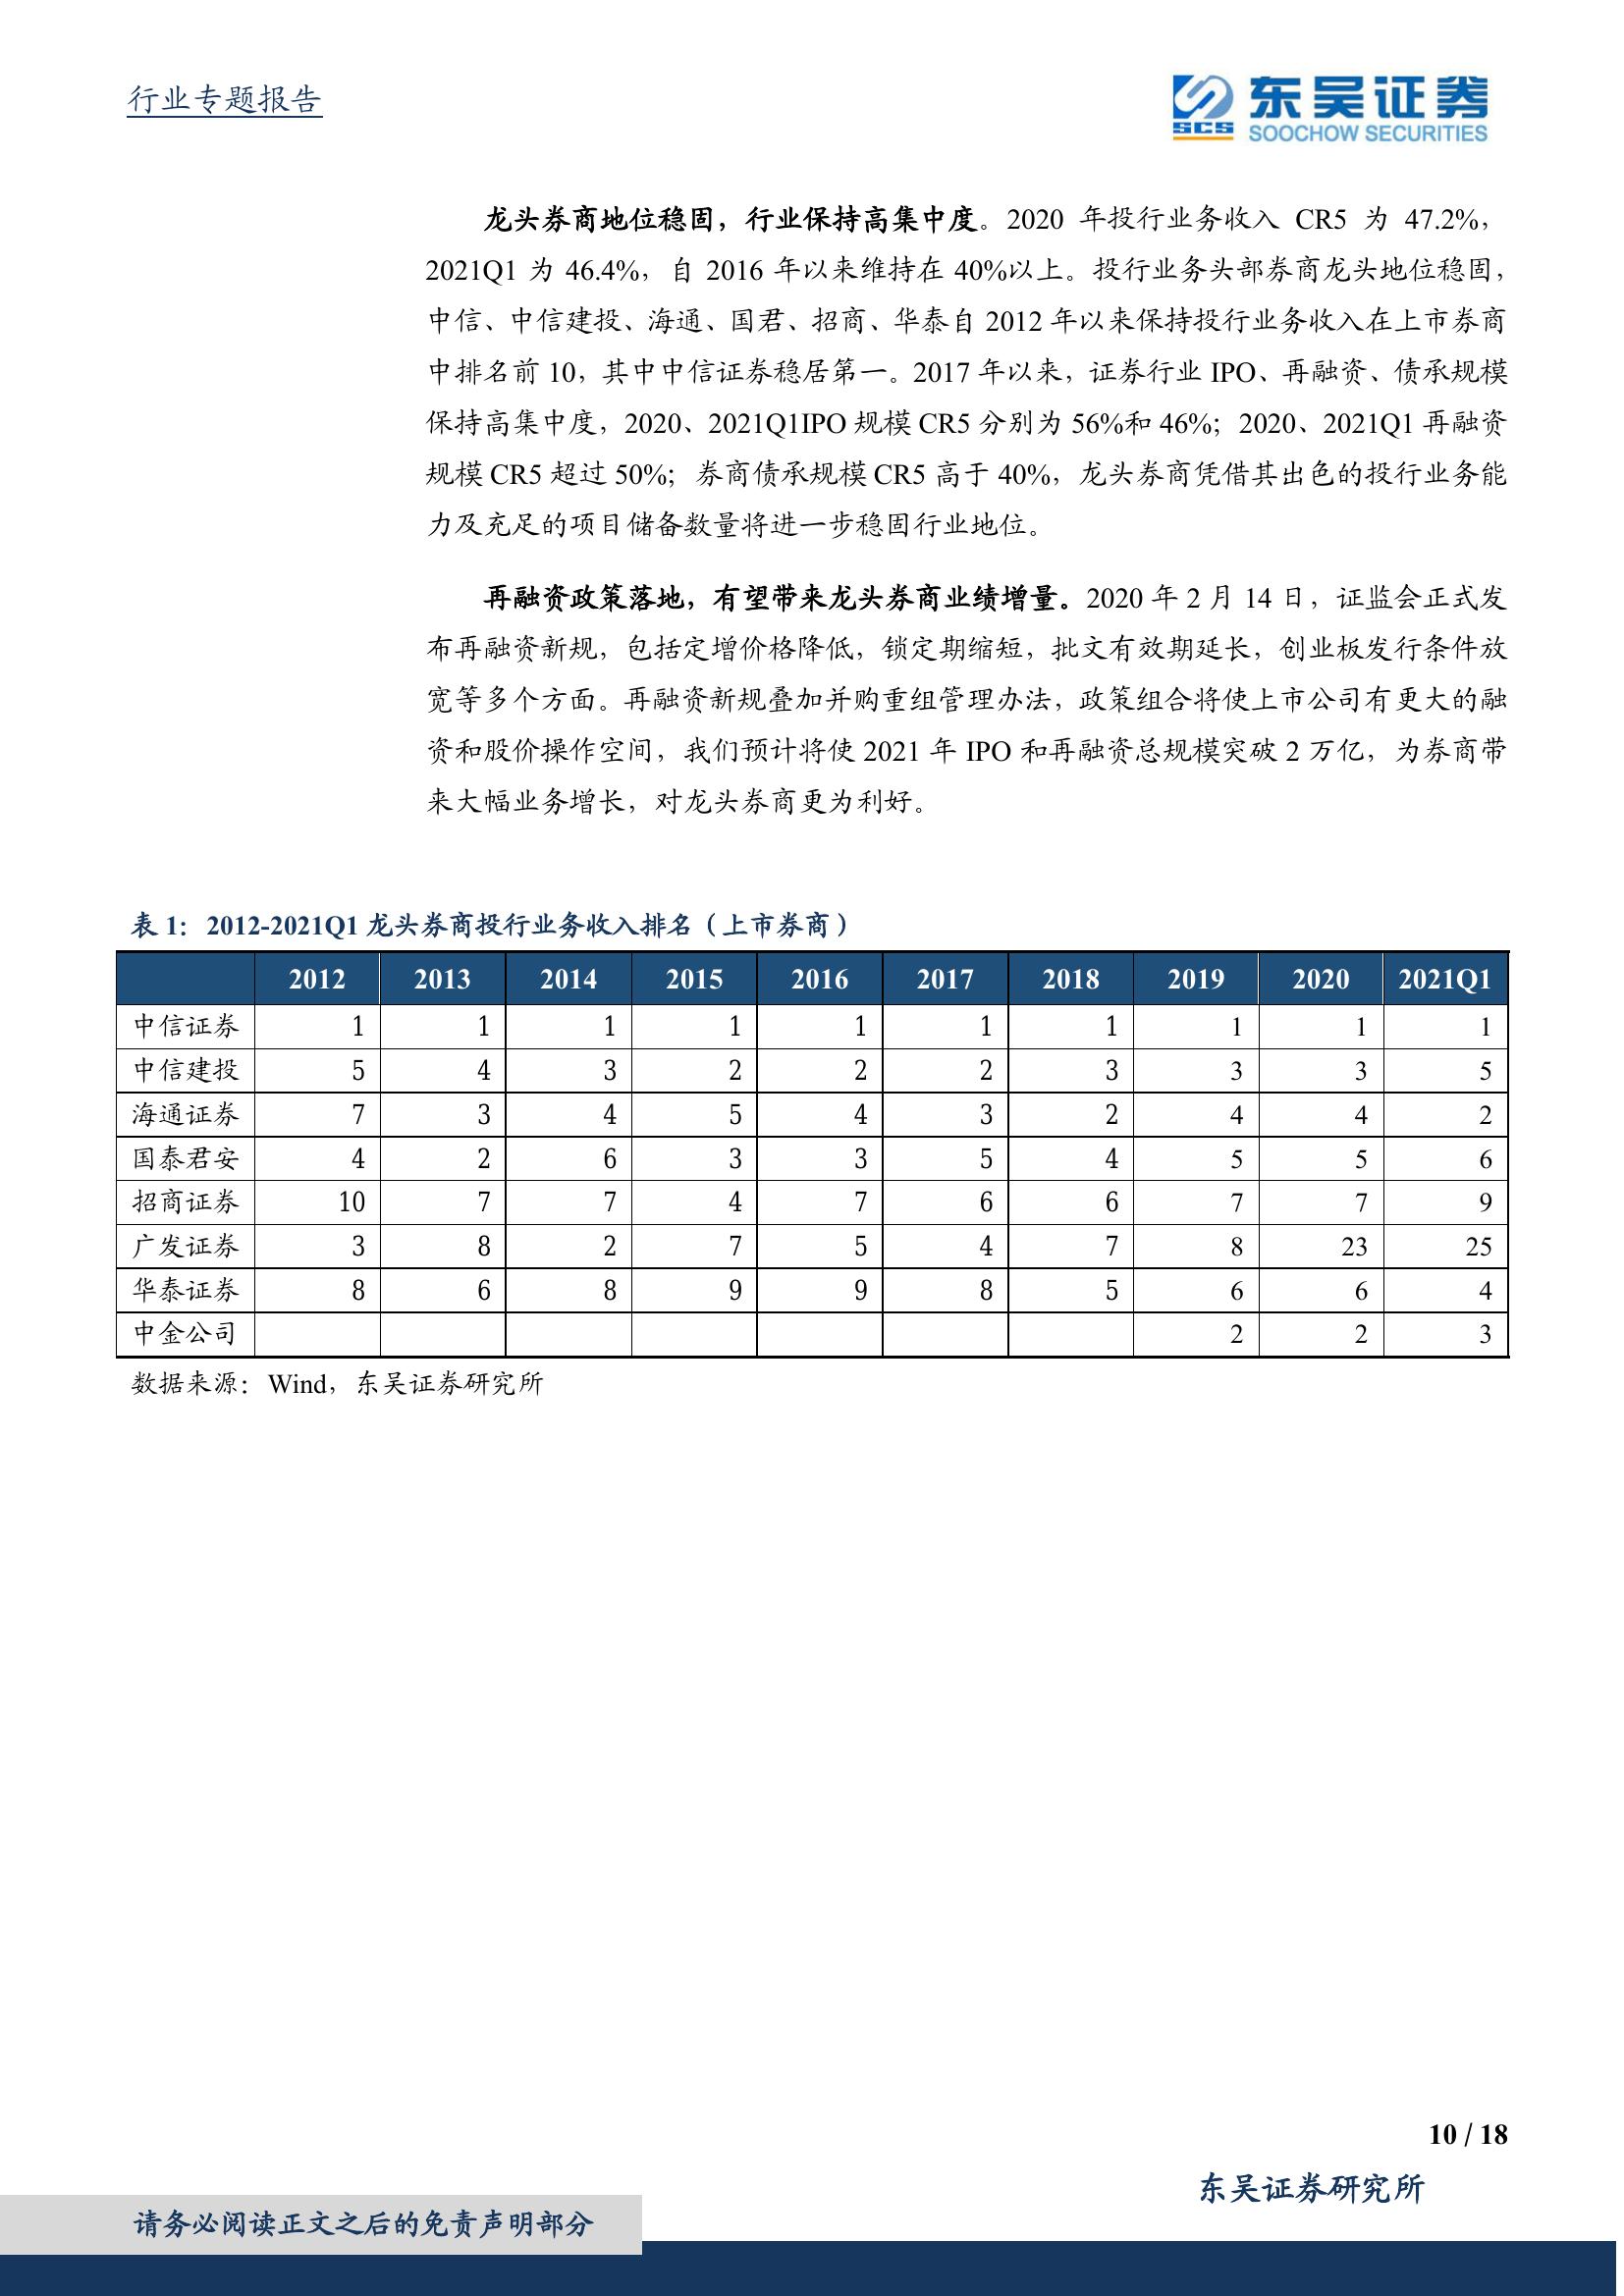 行业专题报告
东吴证券
SCS
SOOCHOW SECURITIES
龙头券商地位稳固，行业保持高集中度。2020 年投行业务收入 CR5 为 47.2%，
2021Q1 为 46.4%，自 2016 年以来维持在 40%以上。投行业务头部券商龙头地位稳固，
中信、中信建投、海通、国君、招商、华泰自 2012 年以来保持投行业务收入在上市券商
中排名前 10，其中中信证券稳居第一。2017 年以来，证券行业 IPO、再融资、债承规模
保持高集中度，2020、2021Q1IPO 规模 CR5 分别为 56%和 46%；2020、2021Q1 再融资
规模 CR5 超过 50%；券商债承规模 CR5 高于 40%，龙头券商凭借其出色的投行业务能
力及充足的项目储备数量将进一步稳固行业地位。
再融资政策落地，有望带来龙头券商业绩增量。2020 年 2 月 14 日，证监会正式发
布再融资新规，包括定增价格降低，锁定期缩短，批文有效期延长，创业板发行条件放
宽等多个方面。再融资新规叠加并购重组管理办法，政策组合将使上市公司有更大的融
资和股价操作空间，我们预计将使 2021 年 IPO 和再融资总规模突破 2 万亿，为券商带
来大幅业务增长，对龙头券商更为利好。
表 1：2012-2021Q1 龙头券商投行业务收入排名（上市券商）
2012 2013 2014 2015 2016 2017 2018 2019 2020 2021Q1
中信证券 1 1 1 1 1 1 1 1 1 1
中信建投 5 4 3 2 2 2 3 3 3 5
海通证券 7 3 4 5 4 3 2 4 4 2
国泰君安 4 2 6 3 3 5 4 5 5 6
招商证券 10 7 7 4 7 6 6 7 7 9
广发证券 3 8 2 7 5 4 7 8 23 25
华泰证券 8 6 8 9 9 8 5 6 6 4
中金公司 2 2 3
数据来源：Wind，东吴证券研究所
10 / 18
东吴证券研究所
请务必阅读正文之后的免责声明部分